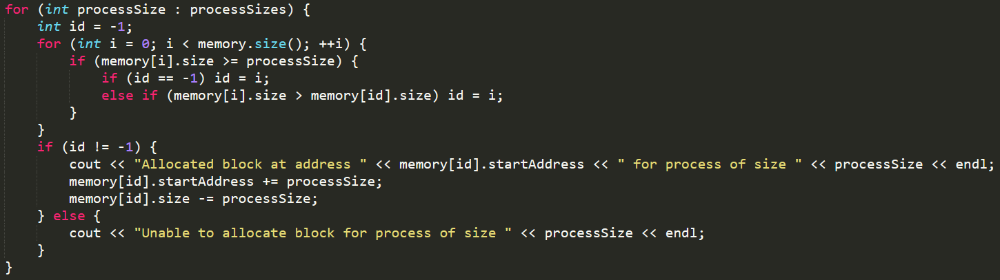 for (int processSize : processSizes) {
    int id = -1;
    for (int i = 0; i < memory.size(); ++i) {
        if (memory[i].size >= processSize) {
            if (id == -1) id = i;
            else if (memory[i].size > memory[id].size) id = i;
        }
    }
    if (id != -1) {
        cout << "Allocated block at address " << memory[id].startAddress << " for process of size " << processSize << endl;
        memory[id].startAddress += processSize;
        memory[id].size -= processSize;
    } else {
        cout << "Unable to allocate block for process of size " << processSize << endl;
    }
}